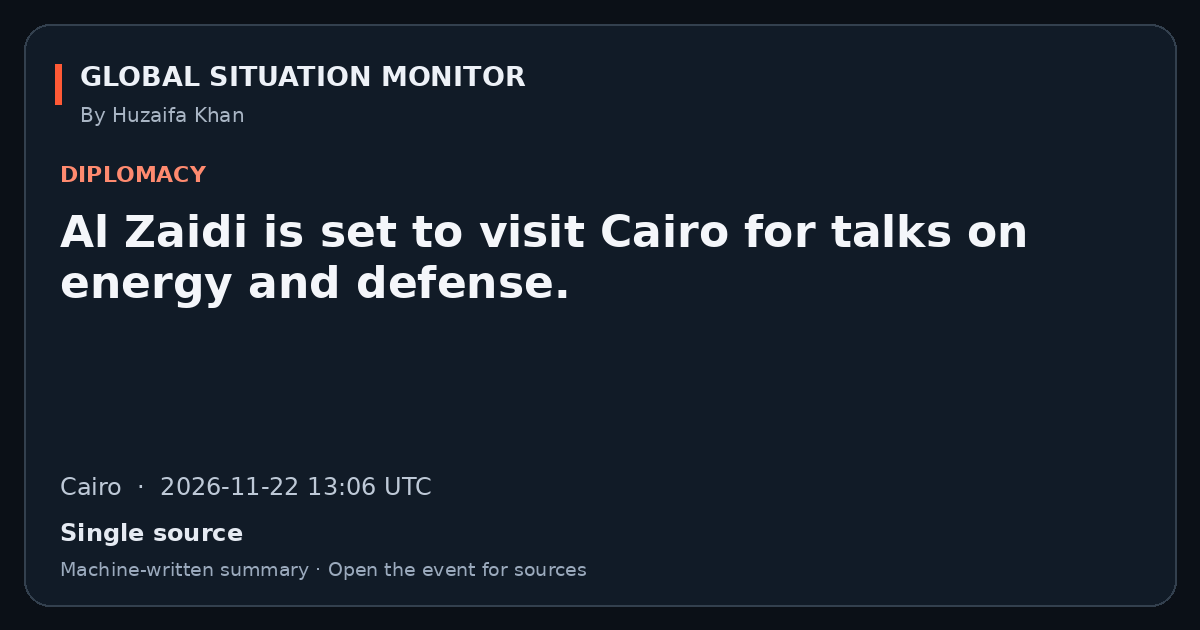 GLOBAL SITUATION MONITOR
By Huzaifa Khan
DIPLOMACY
Al Zaidi is set to visit Cairo for talks on
energy and defense.
Cairo · 2026-11-22 13:06 UTC
Single source
Machine-written summary · Open the event for sources